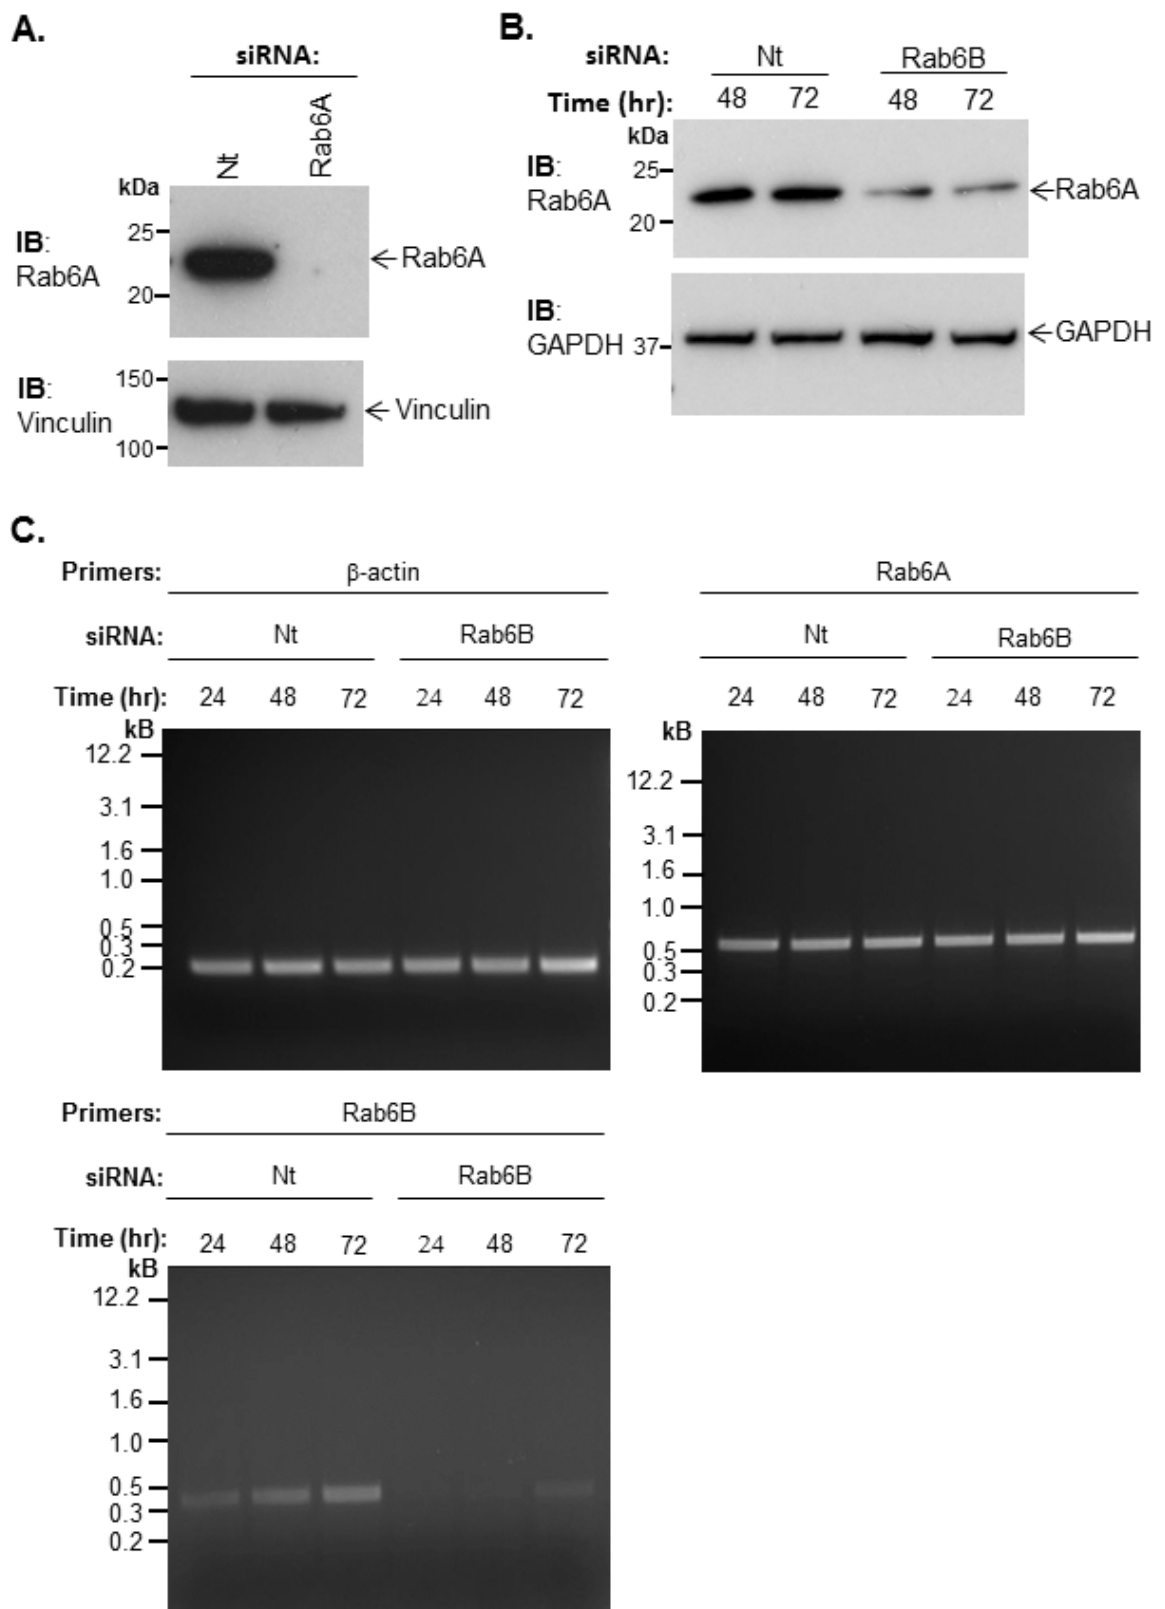 A.
siRNA:
Nt
Rab6A
kDa
IB:
Rab6A
25
20
←Rab6A
IB:
Vinculin
150
100
←Vinculin
B.
siRNA: Nt Rab6B
Time (hr): 48 72 48 72
kDa
IB:
Rab6A
25
20
←Rab6A
IB:
GAPDH 37
←GAPDH
C.
Primers: β-actin
siRNA: Nt Rab6B
Time (hr): 24 48 72 24 48 72
kB
12.2
3.1
1.6
1.0
0.5
0.3
0.2
Rab6A
Nt Rab6B
24 48 72 24 48 72
kB
12.2
3.1
1.6
1.0
0.5
0.3
0.2
Primers: Rab6B
siRNA: Nt Rab6B
Time (hr): 24 48 72 24 48 72
kB
12.2
3.1
1.6
1.0
0.5
0.3
0.2